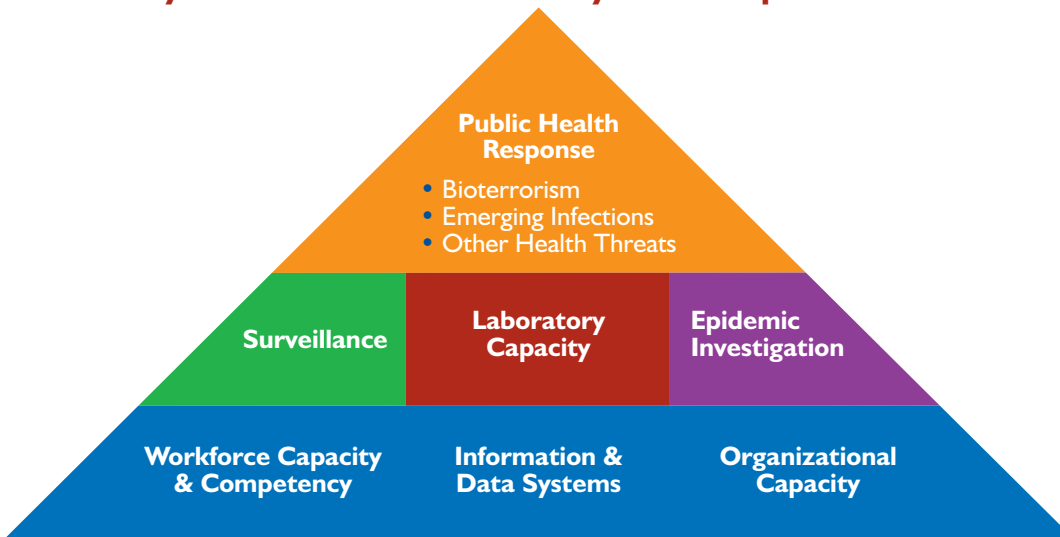 Public Health
Response
• Bioterrorism
• Emerging Infections
• Other Health Threats
Surveillance
Laboratory
Capacity
Epidemic
Investigation
Workforce Capacity
& Competency
Information &
Data Systems
Organizational
Capacity